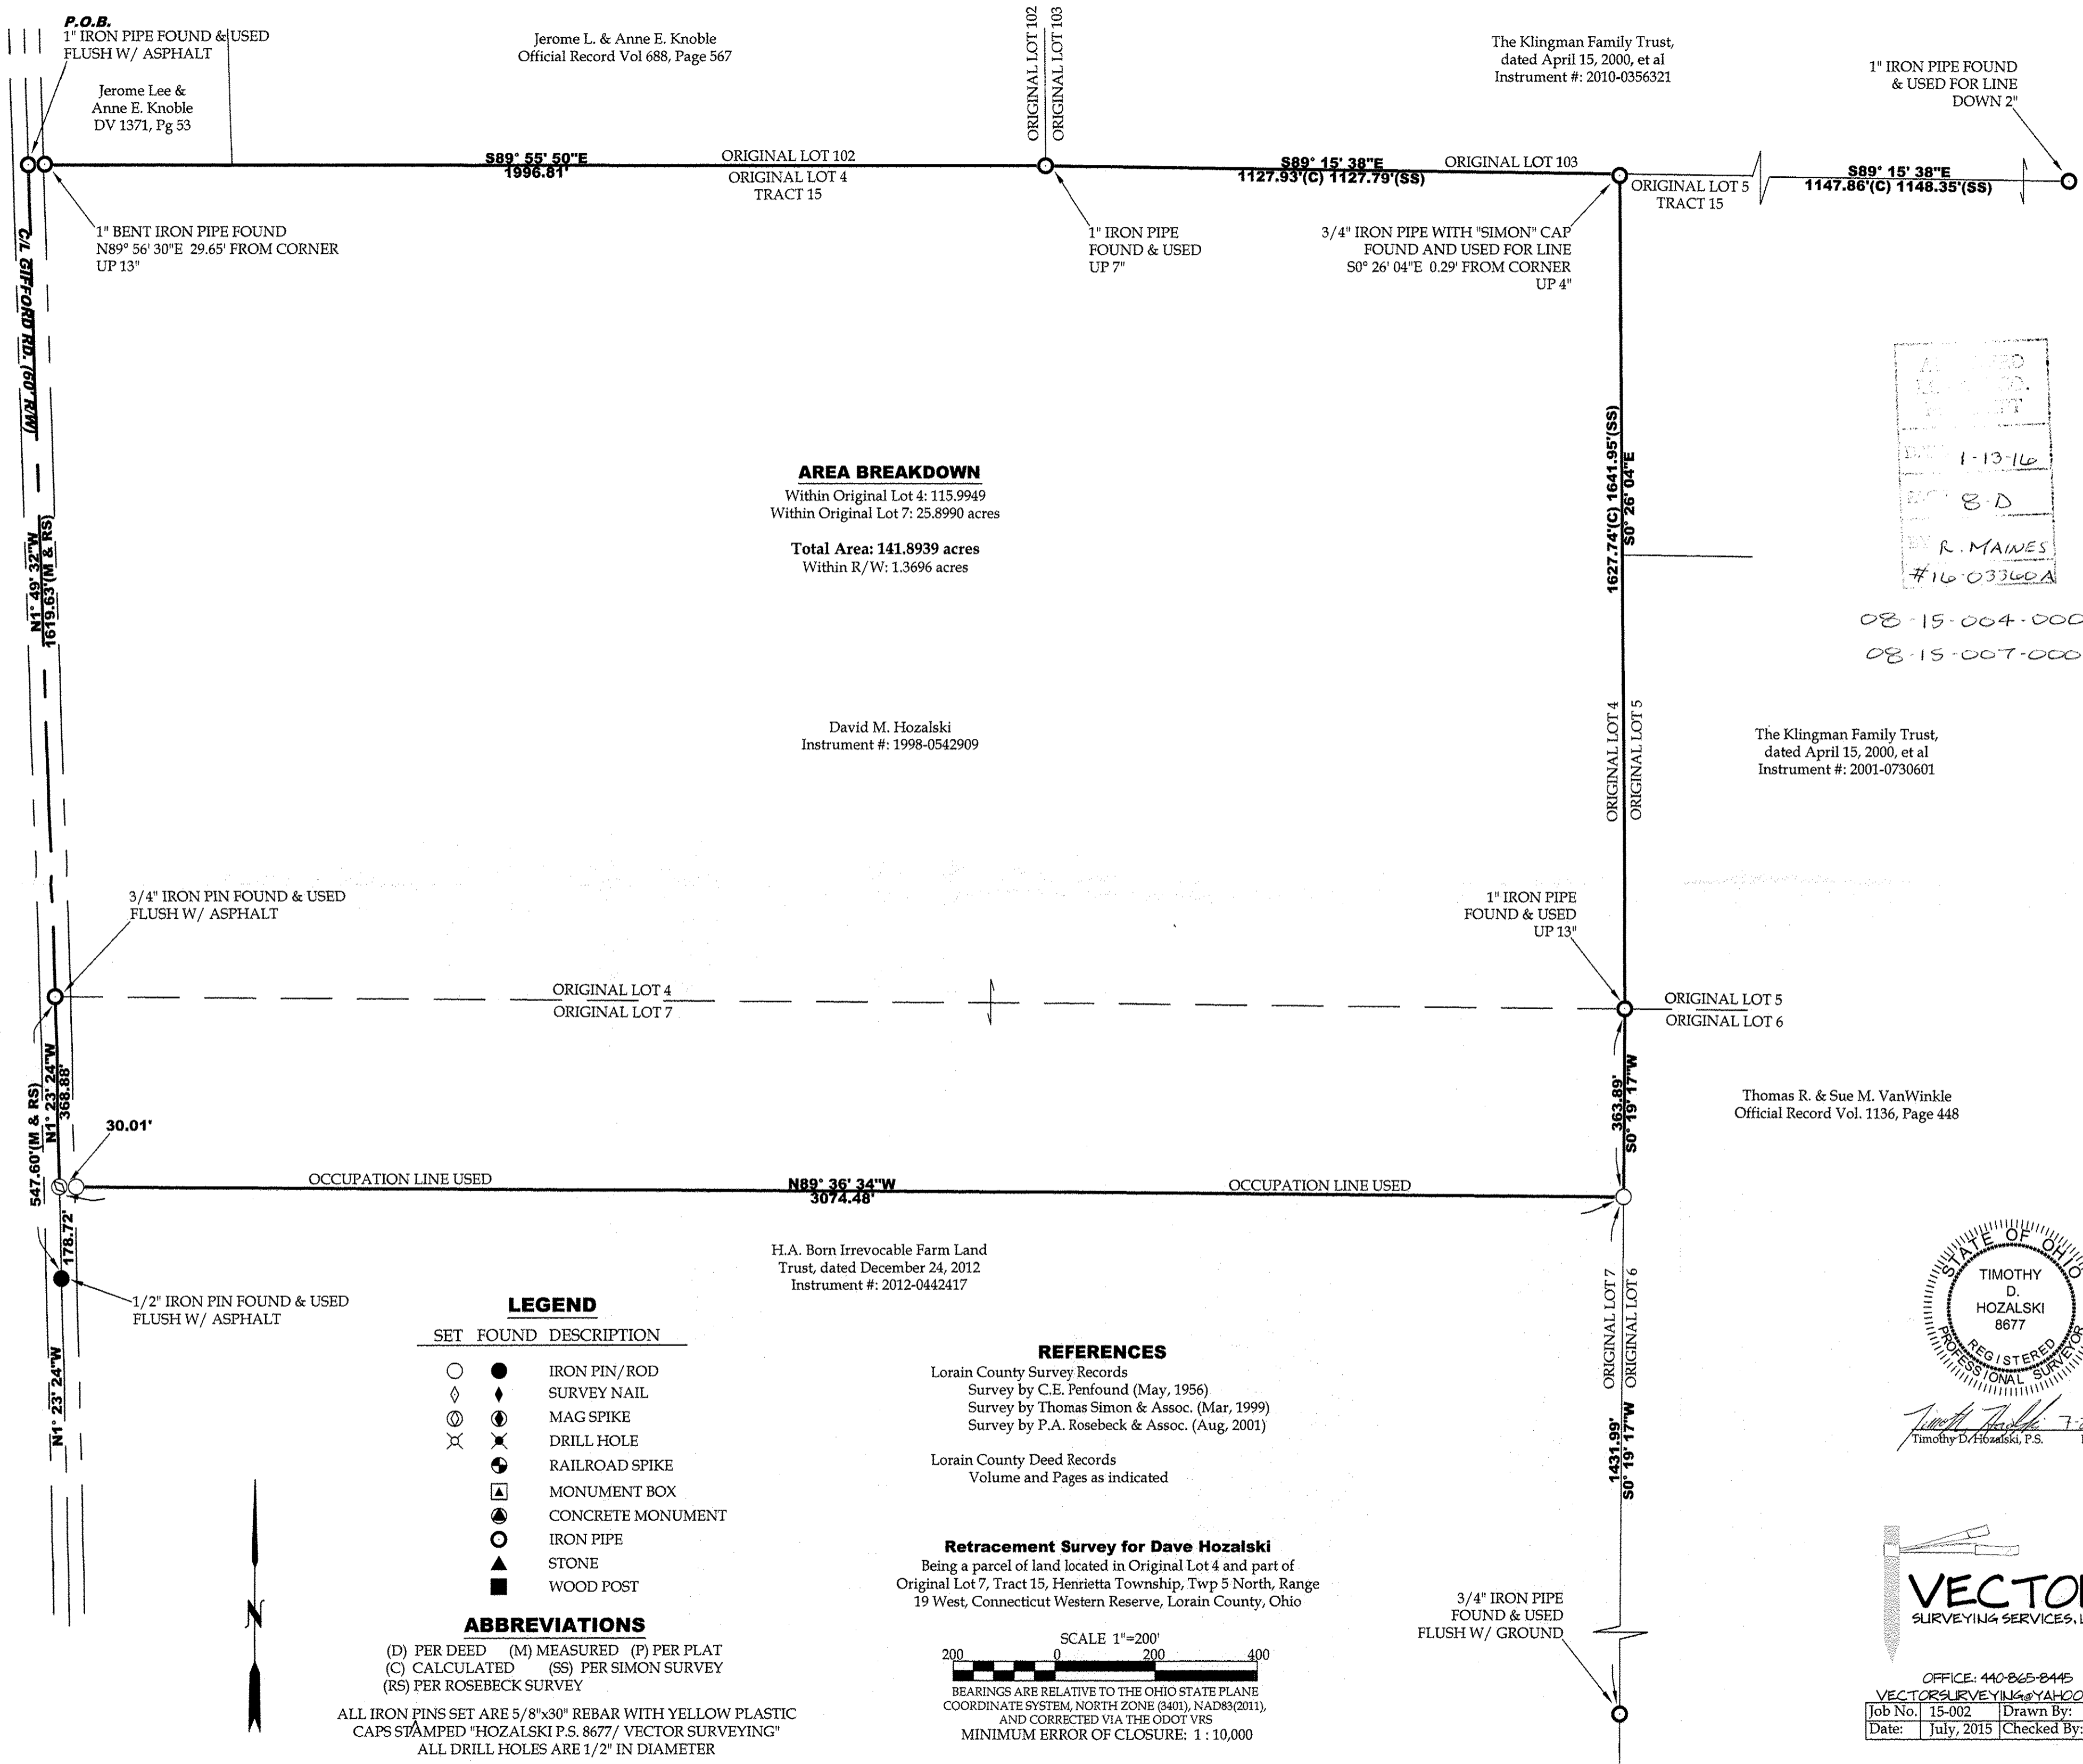 P.O.B.
1" IRON PIPE FOUND & USED
FLUSH W/ ASPHALT
Jerome Lee &
Anne E. Knoble
DV 1371, Pg 53
Jerome L. & Anne E. Knoble
Official Record Vol 688, Page 567
ORIGINAL LOT 102
ORIGINAL LOT 103
The Klingman Family Trust,
dated April 15, 2000, et al
Instrument #: 2010-0356321
1" IRON PIPE FOUND
& USED FOR LINE
DOWN 2"
S89° 55' 50"E
1996.81'
ORIGINAL LOT 102
ORIGINAL LOT 4
TRACT 15
S89° 15' 38"E
1127.93'(C) 1127.79'(SS)
ORIGINAL LOT 103
ORIGINAL LOT 5
TRACT 15
S89° 15' 38"E
1147.86'(C) 1148.35'(SS)
1" BENT IRON PIPE FOUND
N89° 56' 30"E 29.65' FROM CORNER
UP 13"
1" IRON PIPE
FOUND & USED
UP 7"
3/4" IRON PIPE WITH "SIMON" CAP
FOUND AND USED FOR LINE
S0° 26' 04"E 0.29' FROM CORNER
UP 4"
C/L GIFFORD RD. (60' R/W)
N1° 49' 32"W
1619.63'(M & RS)
AREA BREAKDOWN
Within Original Lot 4: 115.9949
Within Original Lot 7: 25.8990 acres
Total Area: 141.8939 acres
Within R/W: 1.3696 acres
1627.74'(C) 1641.95'(SS)
S0° 26' 04"E
1-13-16
8-D
R. MAINES
#16-03360A
08-15-004-000
08-15-007-000
David M. Hozalski
Instrument #: 1998-0542909
ORIGINAL LOT 4
ORIGINAL LOT 5
The Klingman Family Trust,
dated April 15, 2000, et al
Instrument #: 2001-0730601
3/4" IRON PIN FOUND & USED
FLUSH W/ ASPHALT
1" IRON PIPE
FOUND & USED
UP 13"
ORIGINAL LOT 4
ORIGINAL LOT 7
ORIGINAL LOT 5
ORIGINAL LOT 6
547.60'(M & RS)
N1° 23' 24"W
368.88'
30.01'
363.89'
S0° 19' 17"W
Thomas R. & Sue M. VanWinkle
Official Record Vol. 1136, Page 448
OCCUPATION LINE USED
N89° 36' 34"W
3074.48'
OCCUPATION LINE USED
178.72'
1/2" IRON PIN FOUND & USED
FLUSH W/ ASPHALT
N1° 23' 24"W
H.A. Born Irrevocable Farm Land
Trust, dated December 24, 2012
Instrument #: 2012-0442417
ORIGINAL LOT 7
ORIGINAL LOT 6
1431.99'
S0° 19' 17"W
LEGEND
SET FOUND DESCRIPTION
IRON PIN/ROD
SURVEY NAIL
MAG SPIKE
DRILL HOLE
RAILROAD SPIKE
MONUMENT BOX
CONCRETE MONUMENT
IRON PIPE
STONE
WOOD POST
REFERENCES
Lorain County Survey Records
Survey by C.E. Penfound (May, 1956)
Survey by Thomas Simon & Assoc. (Mar, 1999)
Survey by P.A. Rosebeck & Assoc. (Aug, 2001)
Lorain County Deed Records
Volume and Pages as indicated
STATE OF OHIO
TIMOTHY
D.
HOZALSKI
8677
REGISTERED
PROFESSIONAL SURVEYOR
Timothy D. Hozalski, P.S.
N
ABBREVIATIONS
(D) PER DEED (M) MEASURED (P) PER PLAT
(C) CALCULATED (SS) PER SIMON SURVEY
(RS) PER ROSEBECK SURVEY
ALL IRON PINS SET ARE 5/8"x30" REBAR WITH YELLOW PLASTIC
CAPS STAMPED "HOZALSKI P.S. 8677/ VECTOR SURVEYING"
ALL DRILL HOLES ARE 1/2" IN DIAMETER
Retracement Survey for Dave Hozalski
Being a parcel of land located in Original Lot 4 and part of
Original Lot 7, Tract 15, Henrietta Township, Twp 5 North, Range
19 West, Connecticut Western Reserve, Lorain County, Ohio
SCALE 1"=200'
200 0 200 400
BEARINGS ARE RELATIVE TO THE OHIO STATE PLANE
COORDINATE SYSTEM, NORTH ZONE (3401), NAD83(2011),
AND CORRECTED VIA THE ODOT VRS
MINIMUM ERROR OF CLOSURE: 1 : 10,000
3/4" IRON PIPE
FOUND & USED
FLUSH W/ GROUND
VECTO
SURVEYING SERVICES, L
OFFICE: 440-865-8445
VECTORSURVEYING@YAHOO
Job No. 15-002 Drawn By:
Date: July, 2015 Checked By: